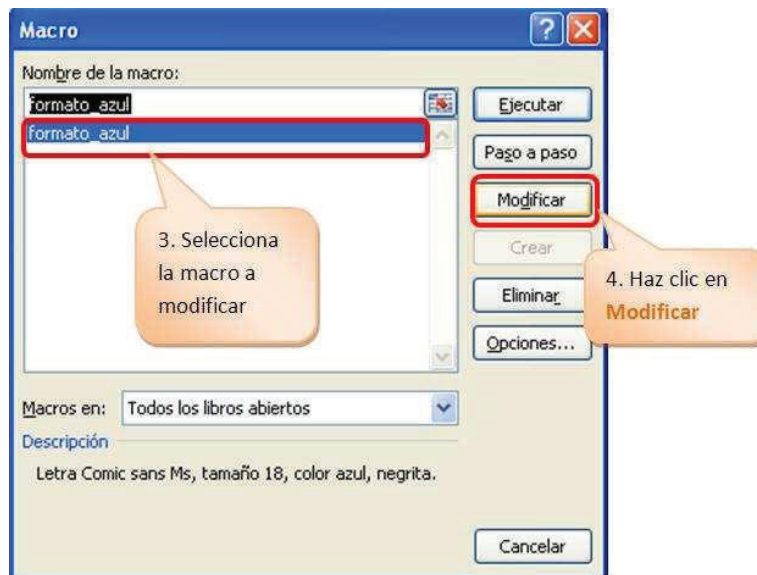 Macro
Nombre de la macro:
formato_azul
formato_azul
Ejecutar
Paso a paso
Modificar
Crear
Eliminar
Opciones...
3. Selecciona
la macro a
modificar
4. Haz clic en
Modificar
Macros en: Todos los libros abiertos
Descripción
Letra Comic sans Ms, tamaño 18, color azul, negrita.
Cancelar